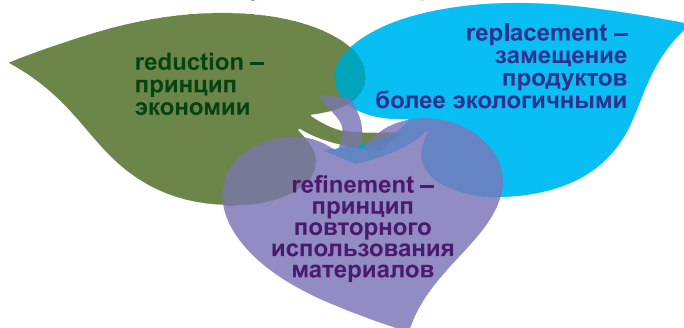 reduction –
принцип
экономии
replacement –
замещение
продуктов
более экологичными
refinement –
принцип
повторного
использования
материалов